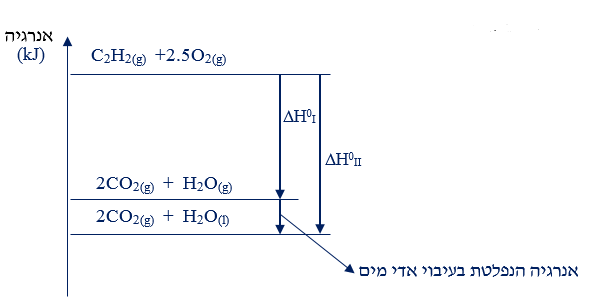 אנרגיה
(kJ)
C2H2(g) +2.5O2(g)
ΔH⁰I
ΔH⁰II
2CO2(g) + H2O(g)
2CO2(g) + H2O(l)
אנרגיה הנפלטת בעיבוי אדי מים